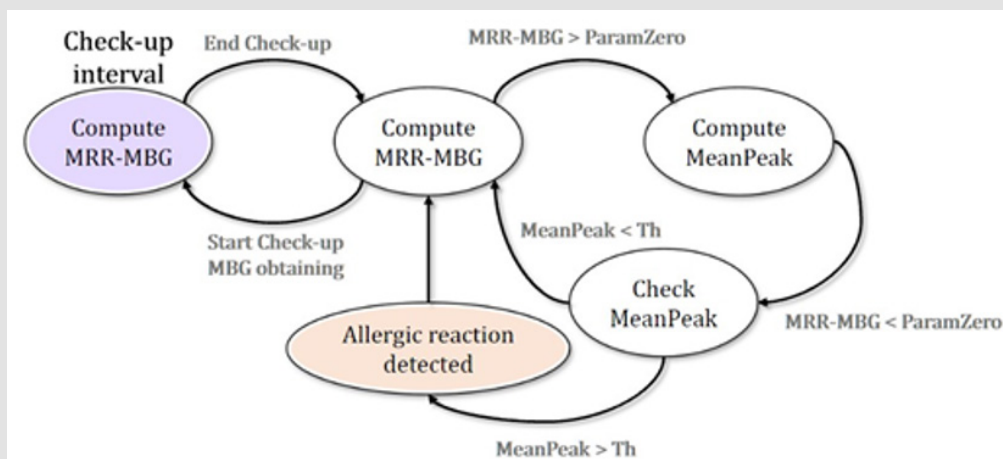 Check-up
interval
End Check-up
MRR-MBG > ParamZero
Compute
MRR-MBG
Compute
MRR-MBG
Compute
MeanPeak
Start Check-up
MBG obtaining
MeanPeak < Th
Check
MeanPeak
MRR-MBG < ParamZero
Allergic reaction
detected
MeanPeak > Th